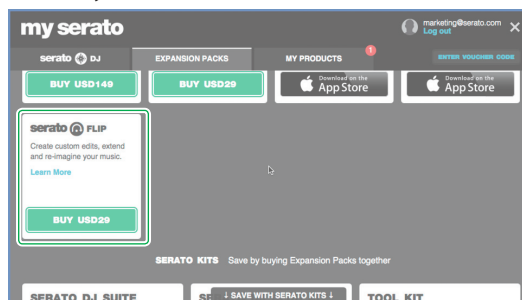 my serato
marketing@serato.com
Log out
serato DJ
EXPANSION PACKS
MY PRODUCTS
1
ENTER VOUCHER CODE
BUY USD149
BUY USD29
Download on the
App Store
Download on the
App Store
serato FLIP
Create custom edits, extend
and re-imagine your music.
Learn More
BUY USD29
SERATO KITS Save by buying Expansion Packs together
SERATO DJ SUITE
↓ SAVE WITH SERATO KITS ↓
TOOL KIT